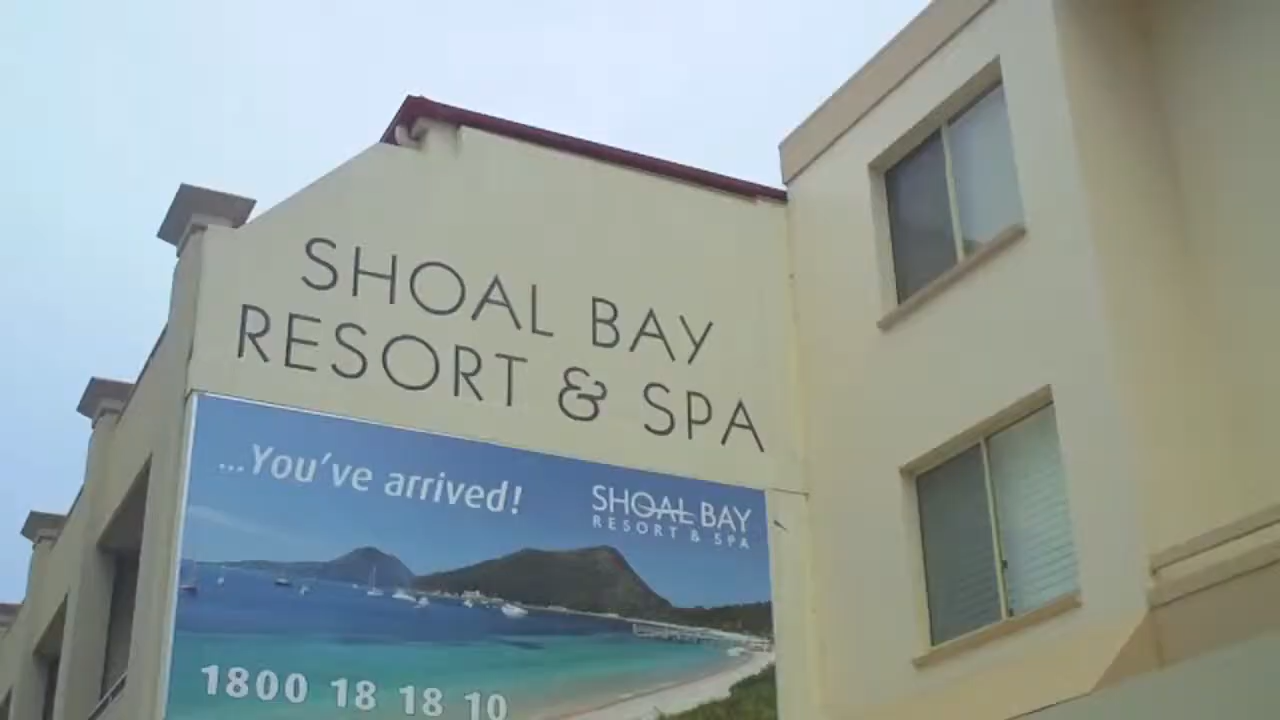 SHOAL BAY
RESORT & SPA
...You've arrived!
SHOAL BAY
RESORT & SPA
1800 18 18 10